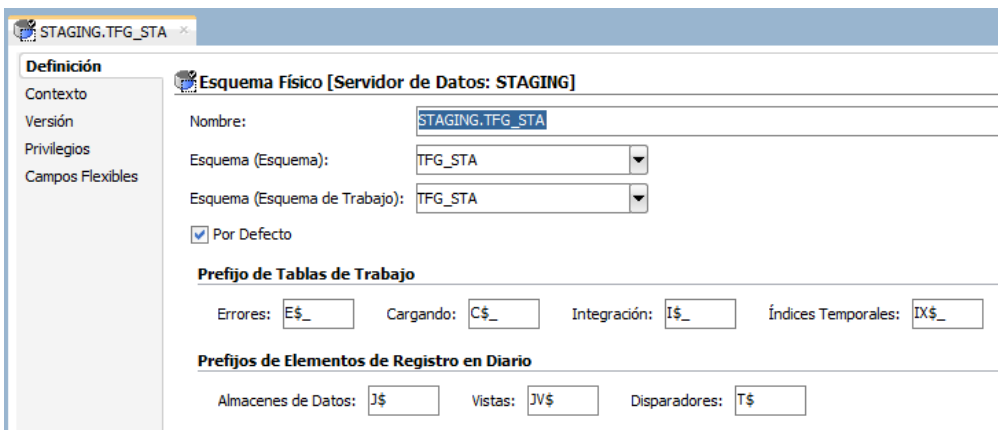 STAGING.TFG_STA ×
Definición
Contexto
Versión
Privilegios
Campos Flexibles
Esquema Físico [Servidor de Datos: STAGING]
Nombre: STAGING.TFG_STA
Esquema (Esquema): TFG_STA
Esquema (Esquema de Trabajo): TFG_STA
Por Defecto
Prefijo de Tablas de Trabajo
Errores: E$_ Cargando: C$_ Integración: I$_ Índices Temporales: IX$_
Prefijos de Elementos de Registro en Diario
Almacenes de Datos: J$ Vistas: JV$ Disparadores: T$